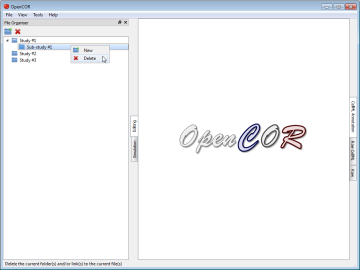 OpenCOR
File View Tools Help
File Organiser
Study #1
Sub-study #1
Study #2
Study #3
New
Delete
Editing
Simulation
CellML Annotation
Raw CellML
Raw
OpenCOR
Delete the current folder(s) and/or link(s) to the current file(s)